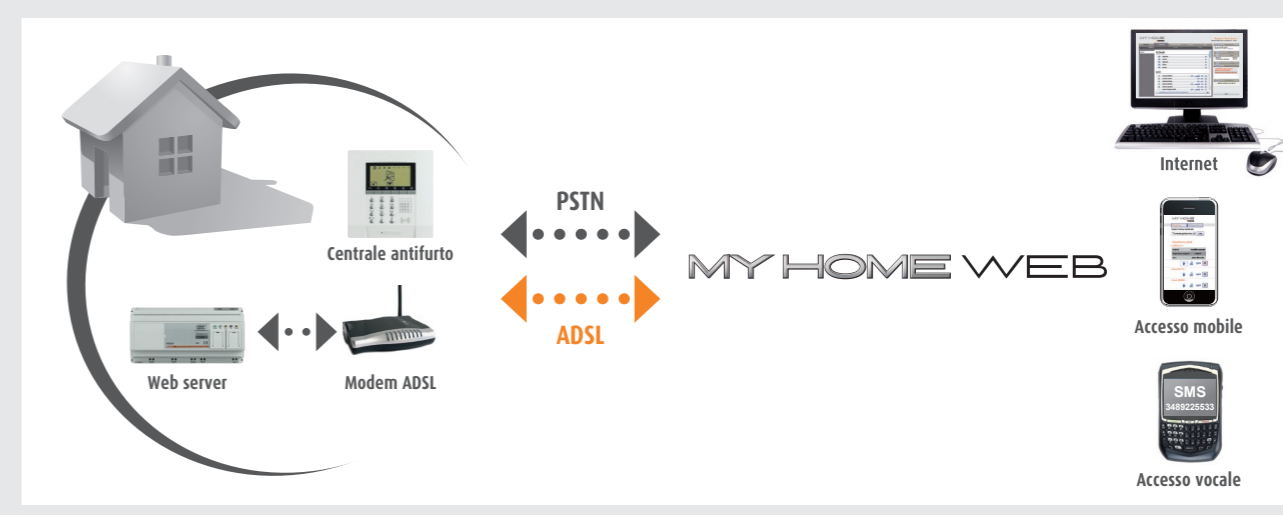 Centrale antifurto
Web server
Modem ADSL
PSTN
ADSL
MY HOME WEB
Internet
Accesso mobile
SMS
3489225533
Accesso vocale